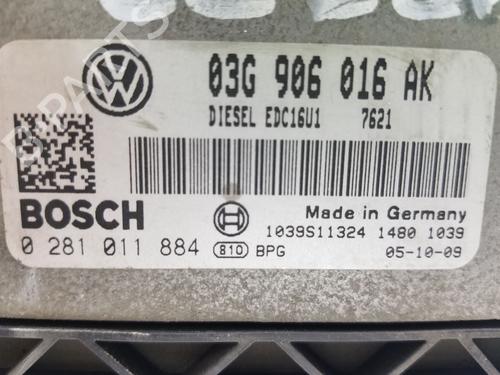 03G 906 016 AK
DIESEL EDC16U1 7621
BOSCH
Made in Germany
1039S11324 1480 1039
0 281 011 884 810 BPG 05-10-09